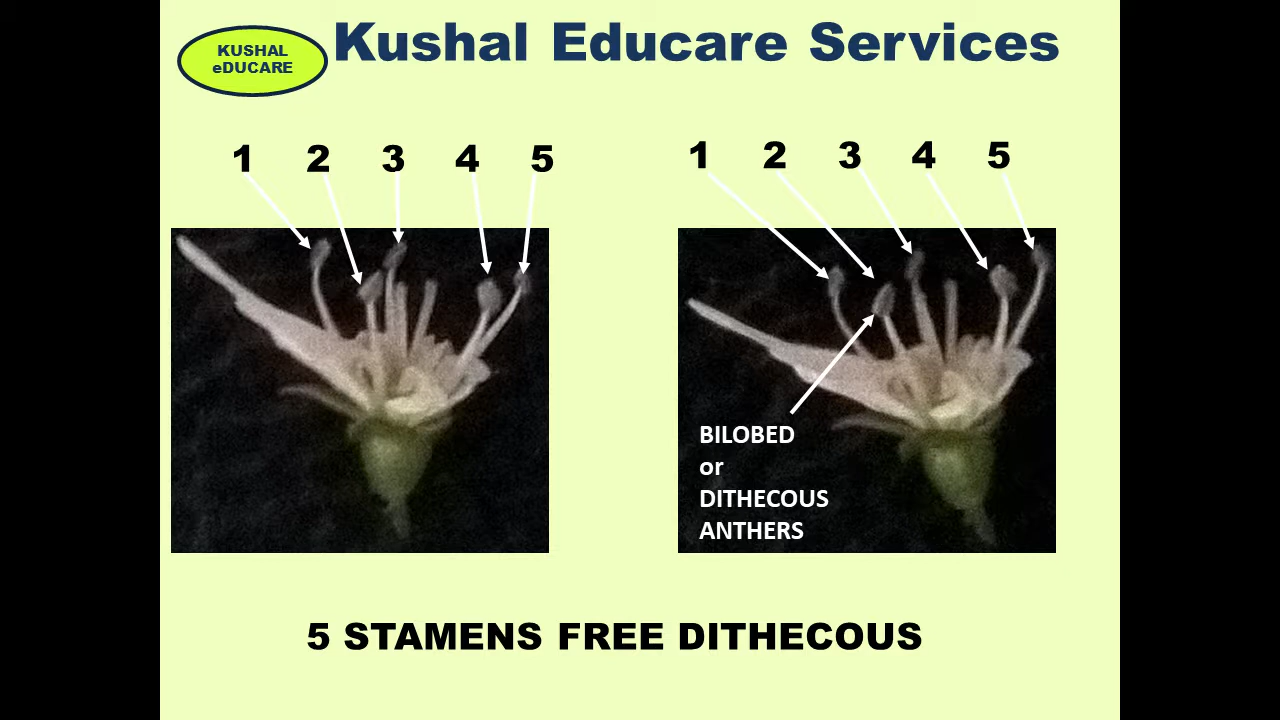 KUSHAL
eDUCARE
Kushal Educare Services
1 2 3 4 5
1 2 3 4 5
BILOBED
or
DITHECOUS
ANTHERS
5 STAMENS FREE DITHECOUS